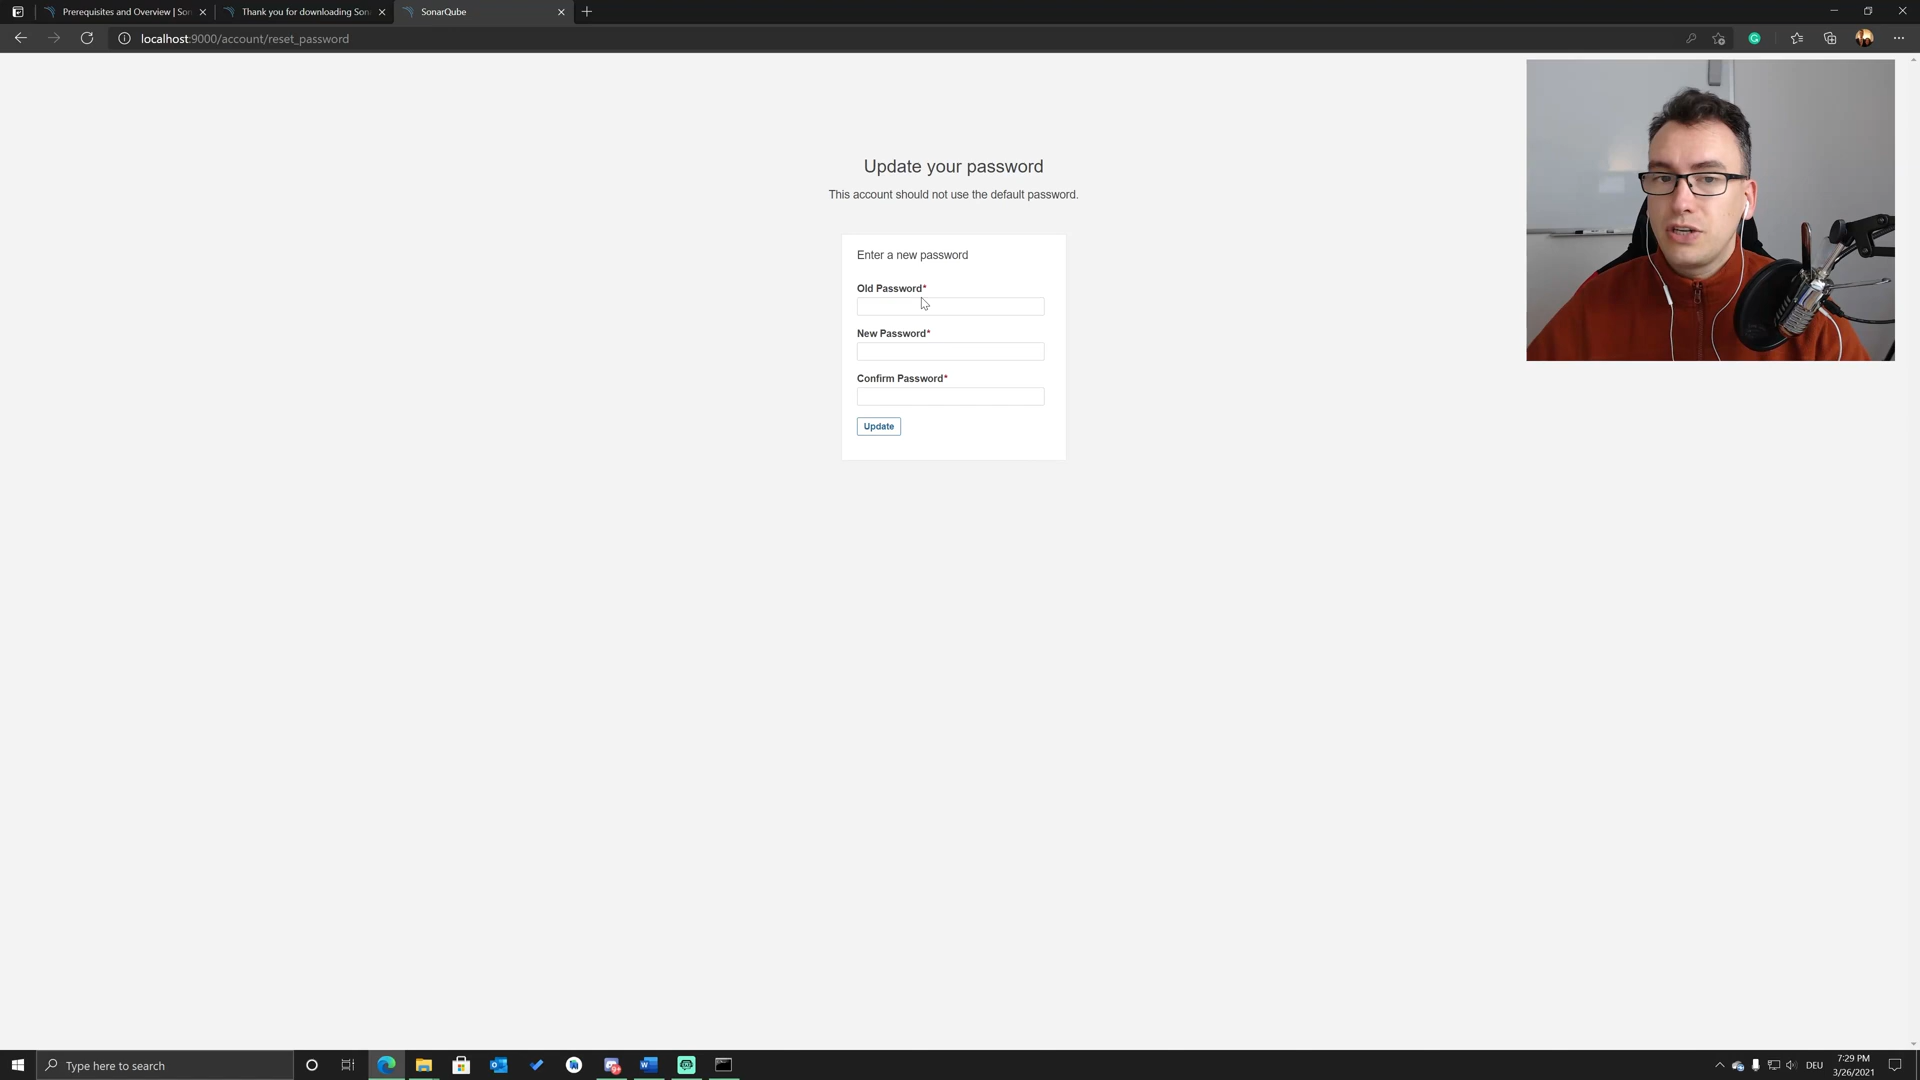 Prerequisites and Overview | Son
Thank you for downloading Son
SonarQube
localhost:9000/account/reset_password
Update your password
This account should not use the default password.
Enter a new password
Old Password*
New Password*
Confirm Password*
Update
Type here to search
DEU
7:29 PM
3/26/2021